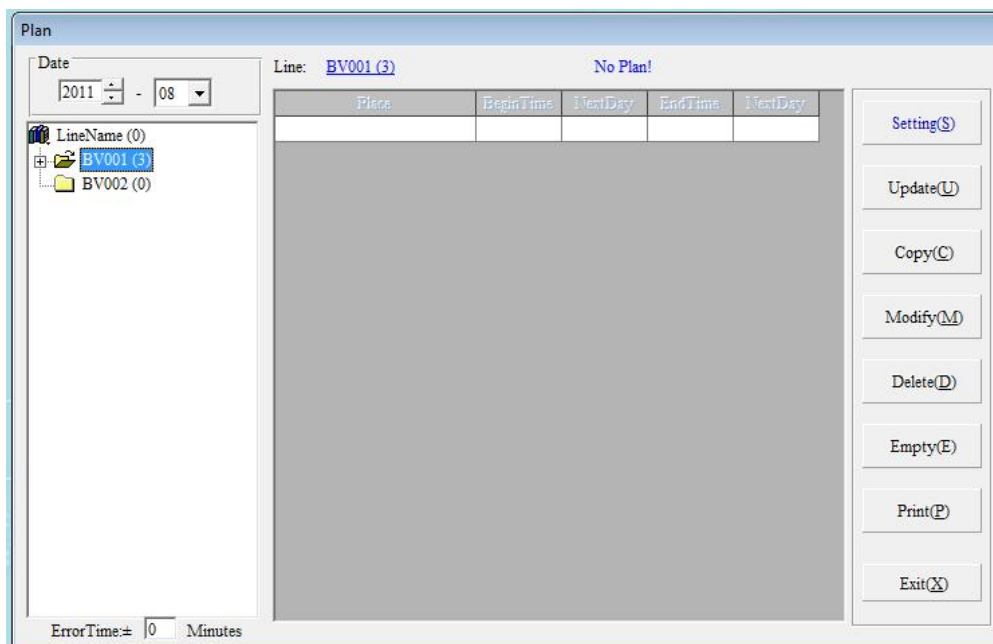 Plan
Date
2011 - 08
LineName (0)
BV001 (3)
BV002 (0)
ErrorTime:± 0 Minutes
Line: BV001 (3) No Plan!
Place BeginTime NextDay EndTime NextDay
Setting(S)
Update(U)
Copy(C)
Modify(M)
Delete(D)
Empty(E)
Print(P)
Exit(X)